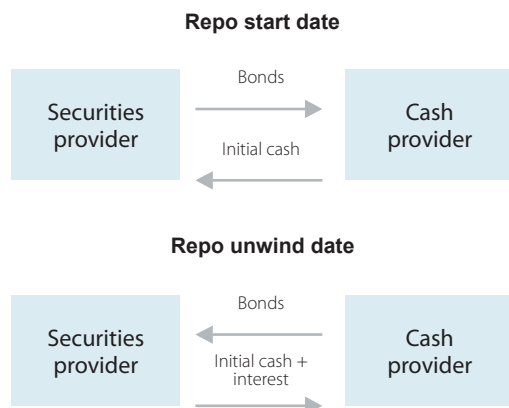 Repo start date
Bonds
Securities
provider
Cash
provider
Initial cash
Repo unwind date
Bonds
Securities
provider
Cash
provider
Initial cash +
interest